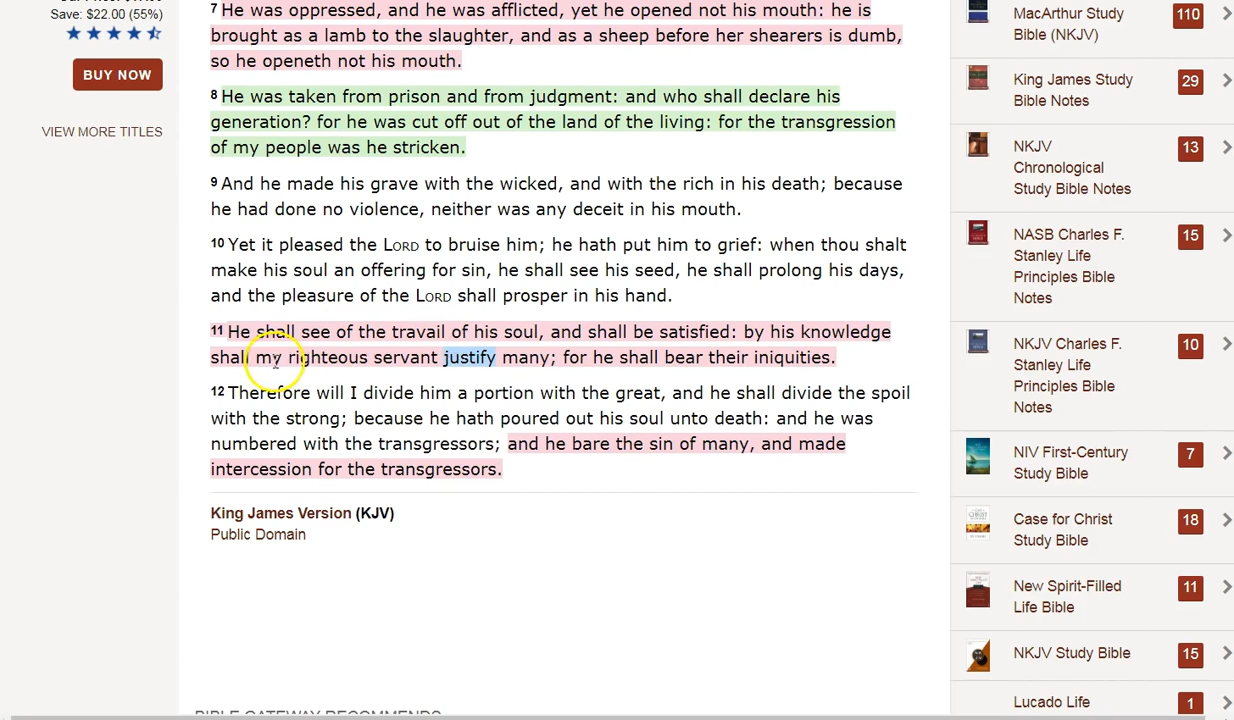 Save: $22.00 (55%)
BUY NOW
VIEW MORE TITLES
7 He was oppressed, and he was afflicted, yet he opened not his mouth: he is
brought as a lamb to the slaughter, and as a sheep before her shearers is dumb,
so he openeth not his mouth.
8 He was taken from prison and from judgment: and who shall declare his
generation? for he was cut off out of the land of the living: for the transgression
of my people was he stricken.
9 And he made his grave with the wicked, and with the rich in his death; because
he had done no violence, neither was any deceit in his mouth.
10 Yet it pleased the LORD to bruise him; he hath put him to grief: when thou shalt
make his soul an offering for sin, he shall see his seed, he shall prolong his days,
and the pleasure of the LORD shall prosper in his hand.
11 He shall see of the travail of his soul, and shall be satisfied: by his knowledge
shall my righteous servant justify many; for he shall bear their iniquities.
12 Therefore will I divide him a portion with the great, and he shall divide the spoil
with the strong; because he hath poured out his soul unto death: and he was
numbered with the transgressors; and he bare the sin of many, and made
intercession for the transgressors.
King James Version (KJV)
Public Domain
BIBLE GATEWAY RECOMMENDS
MacArthur Study 110
Bible (NKJV)
King James Study 29
Bible Notes
NKJV 13
Chronological
Study Bible Notes
NASB Charles F. 15
Stanley Life
Principles Bible
Notes
NKJV Charles F. 10
Stanley Life
Principles Bible
Notes
NIV First-Century 7
Study Bible
Case for Christ 18
Study Bible
New Spirit-Filled 11
Life Bible
NKJV Study Bible 15
Lucado Life 1